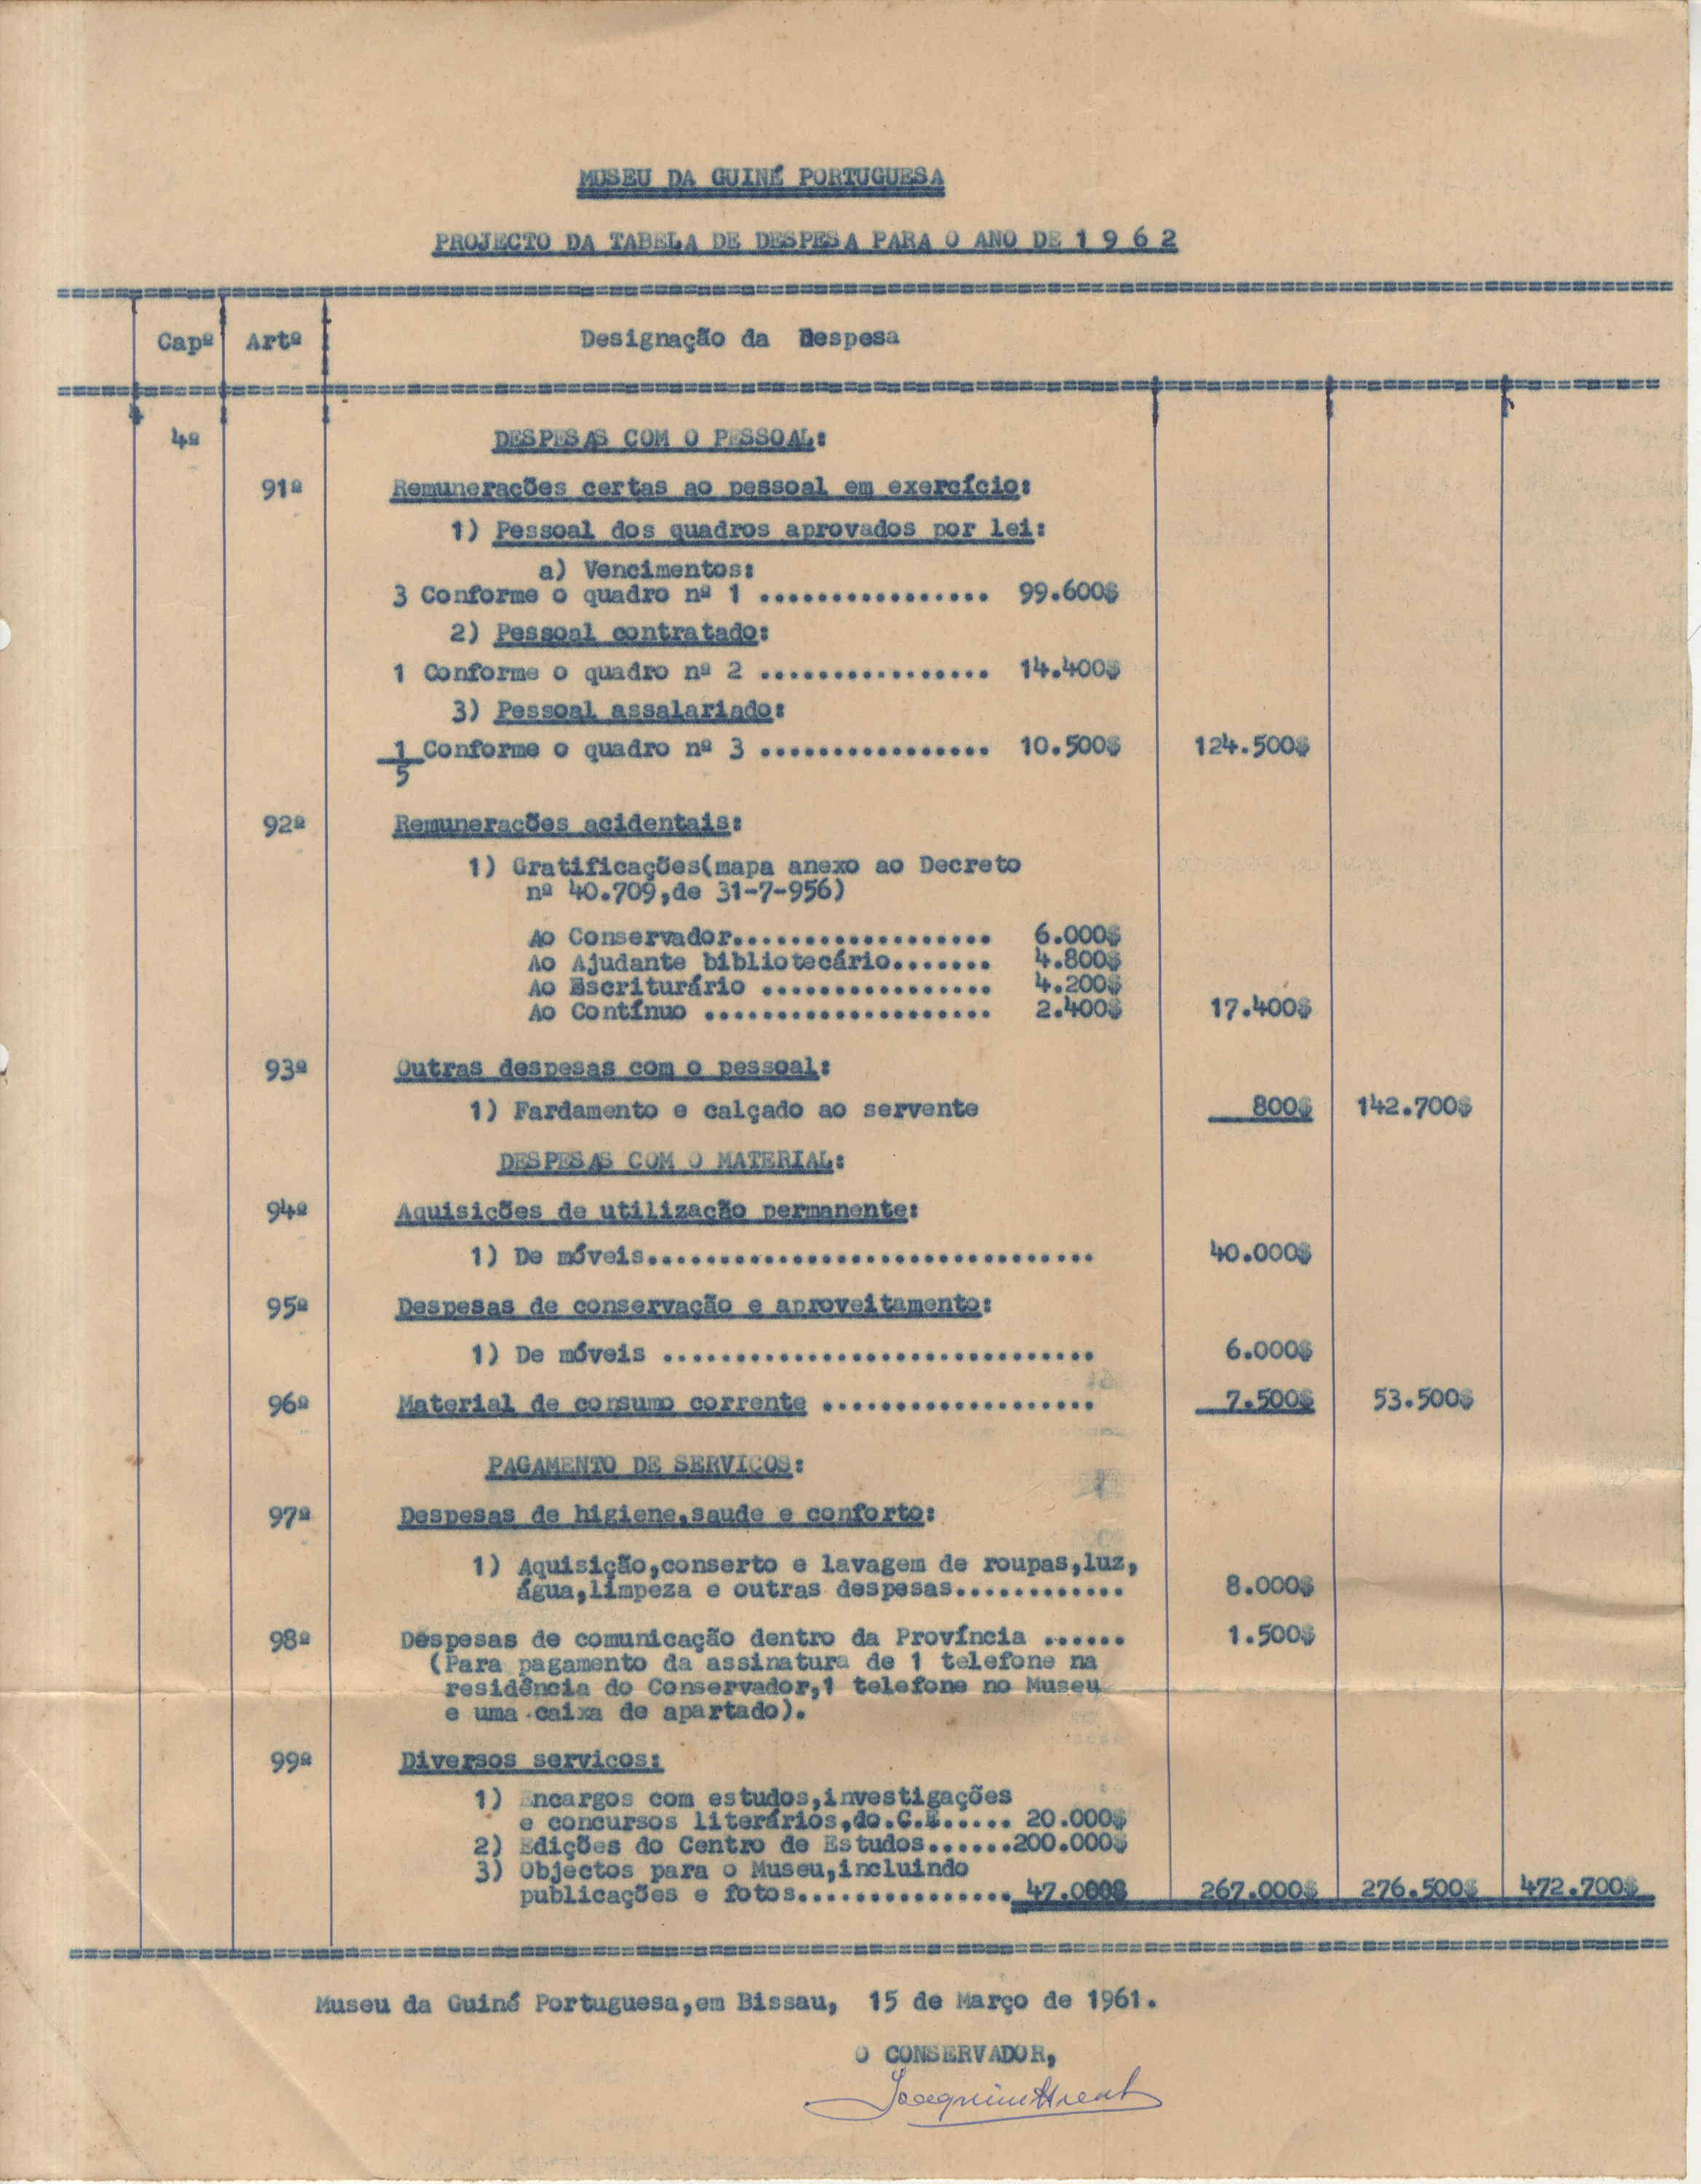 MUSEU DA GUINÉ PORTUGUESA
PROJECTO DA TABELA DE DESPESA PARA O ANO DE 1 9 6 2
Capº Artº Designação da Despesa
4º DESPESAS COM O PESSOAL:
91º Remunerações certas ao pessoal em exercício:
1) Pessoal dos quadros aprovados por lei:
a) Vencimentos:
3 Conforme o quadro nº 1 ................ 99.600$
2) Pessoal contratado:
1 Conforme o quadro nº 2 ................ 14.400$
3) Pessoal assalariado:
1 Conforme o quadro nº 3 ................ 10.500$ 124.500$
5
92º Remunerações acidentais:
1) Gratificações(mapa anexo ao Decreto
nº 40.709,de 31-7-956)
Ao Conservador.................. 6.000$
Ao Ajudante bibliotecário....... 4.800$
Ao Escriturário ................ 4.200$
Ao Contínuo .................... 2.400$ 17.400$
93º Outras despesas com o pessoal:
1) Fardamento e calçado ao servente 800$ 142.700$
DESPESAS COM O MATERIAL:
94º Aquisições de utilização permanente:
1) De móveis............................... 40.000$
95º Despesas de conservação e aproveitamento:
1) De móveis .............................. 6.000$
96º Material de consumo corrente ................... 7.500$ 53.500$
PAGAMENTO DE SERVIÇOS:
97º Despesas de higiene,saude e conforto:
1) Aquisição,conserto e lavagem de roupas,luz,
água,limpeza e outras despesas............ 8.000$
98º Despesas de comunicação dentro da Província ...... 1.500$
(Para pagamento da assinatura de 1 telefone na
residência do Conservador,1 telefone no Museu
e uma caixa de apartado).
99º Diversos serviços:
1) Encargos com estudos,investigações
e concursos literários,do.C.E..... 20.000$
2) Edições do Centro de Estudos......200.000$
3) Objectos para o Museu,incluindo
publicações e fotos............... 47.000$ 267.000$ 276.500$ 472.700$
Museu da Guiné Portuguesa,em Bissau, 15 de Março de 1961.
O CONSERVADOR,